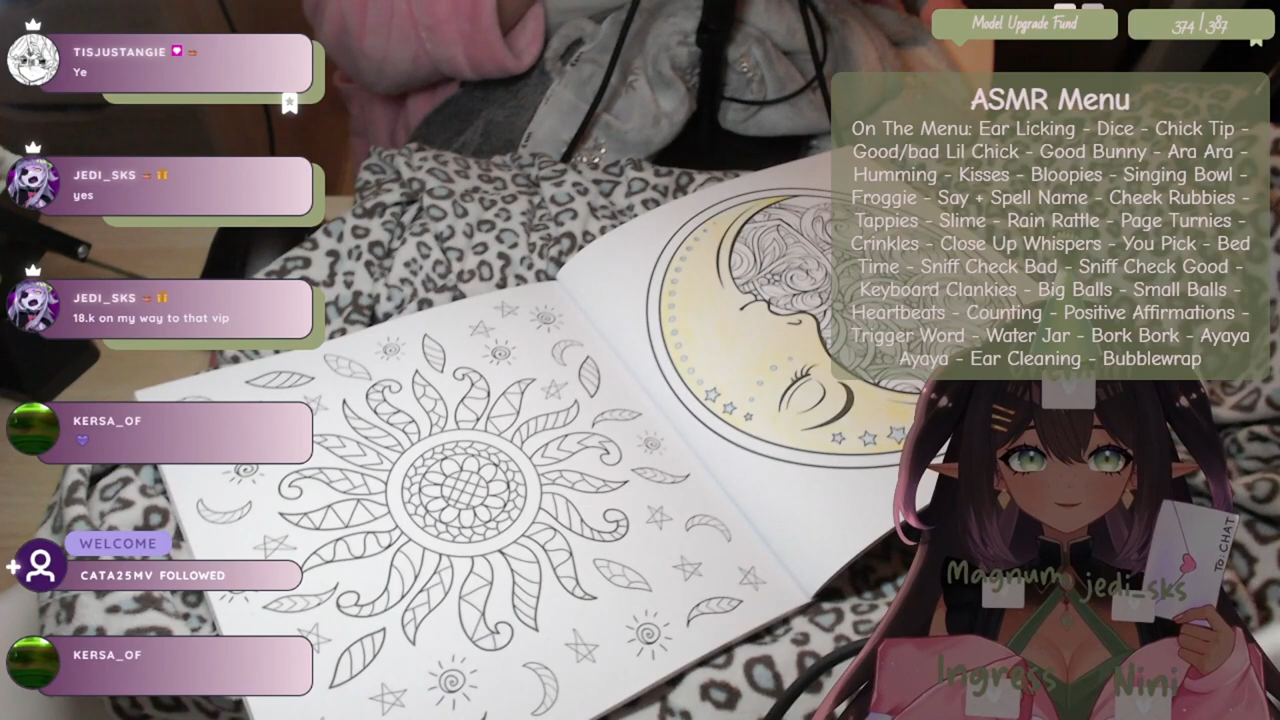 TISJUSTANGIE
Ye
JEDI_SKS
yes
JEDI_SKS
18.k on my way to that vip
KERSA_OF
WELCOME
CATA25MV FOLLOWED
KERSA_OF
Model Upgrade Fund
374 / 387
ASMR Menu
On The Menu: Ear Licking - Dice - Chick Tip -
Good/bad Lil Chick - Good Bunny - Ara Ara -
Humming - Kisses - Bloopies - Singing Bowl -
Froggie - Say + Spell Name - Cheek Rubbies -
Tappies - Slime - Rain Rattle - Page Turnies -
Crinkles - Close Up Whispers - You Pick - Bed
Time - Sniff Check Bad - Sniff Check Good -
Keyboard Clankies - Big Balls - Small Balls -
Heartbeats - Counting - Positive Affirmations -
Trigger Word - Water Jar - Bork Bork - Ayaya
Ayaya - Ear Cleaning - Bubblewrap
TO: CHAT
Magnum
jedi_sks
Ingress
Nini